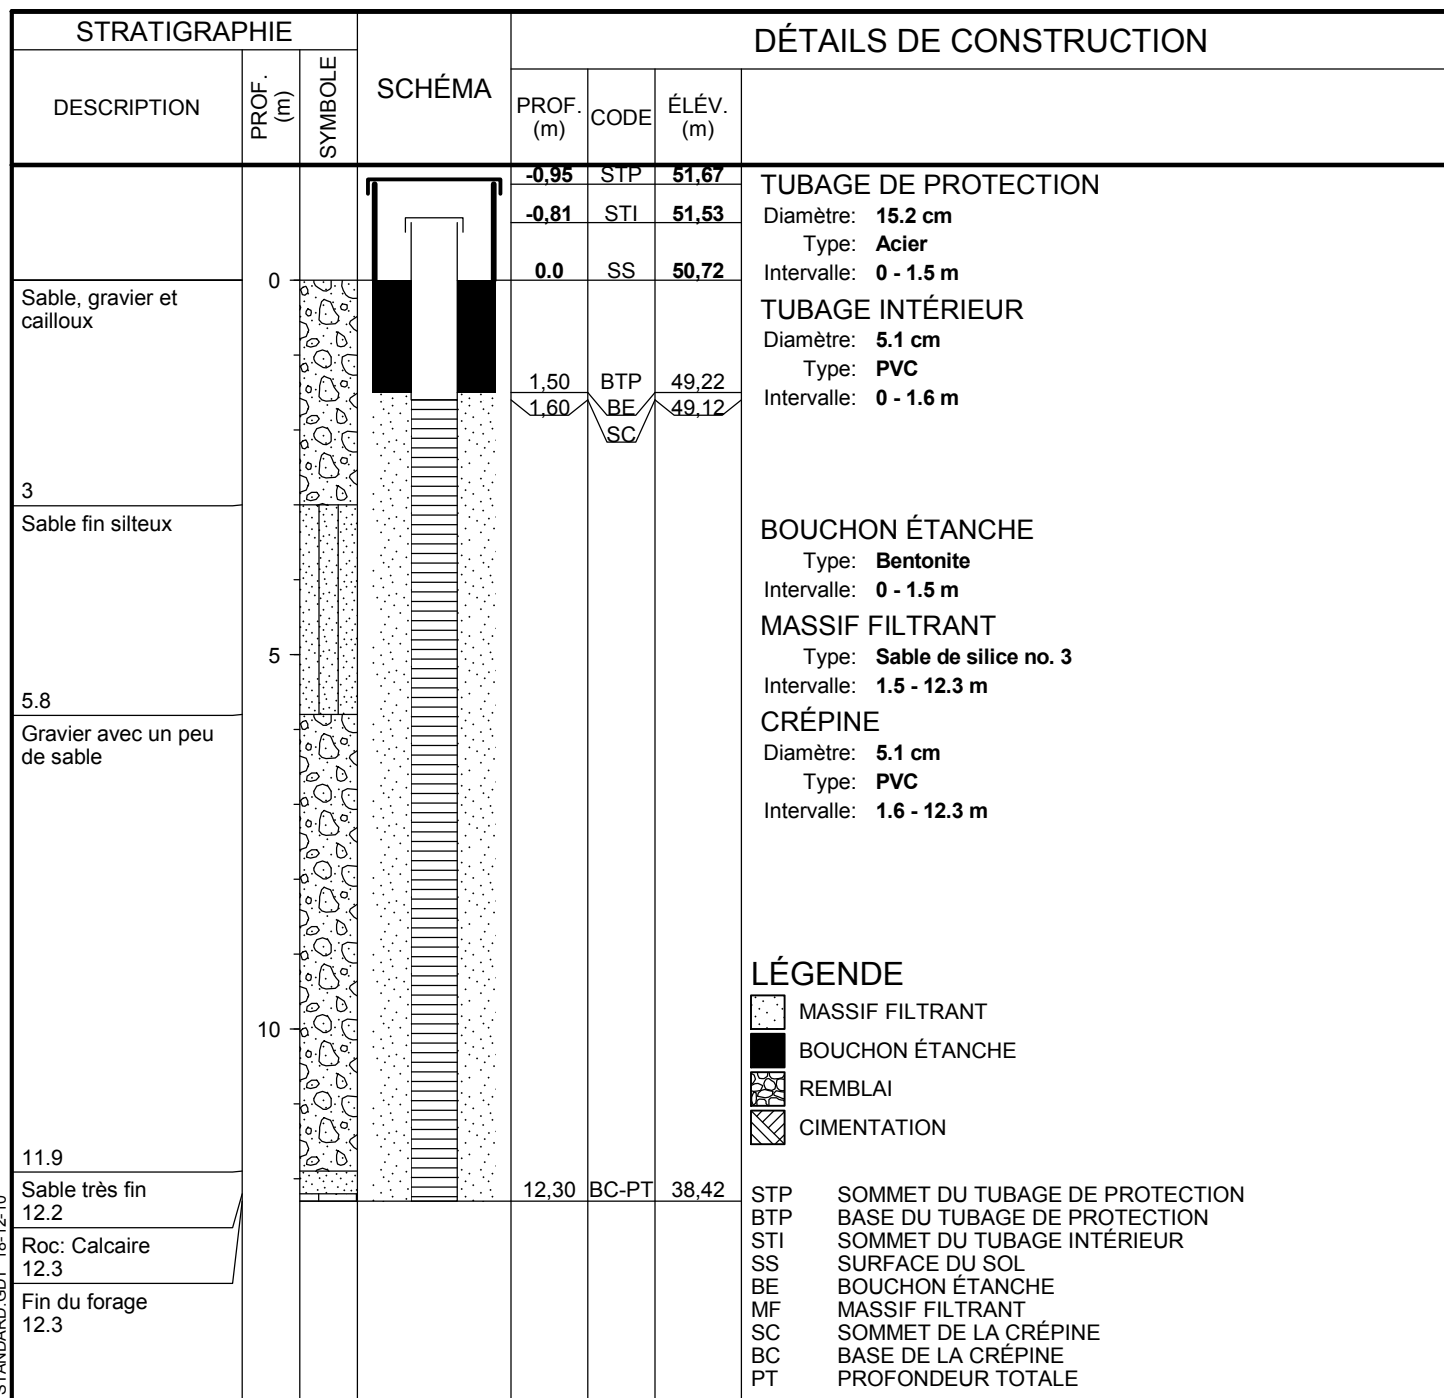 STRATIGRAPHIE
SCHÉMA
DÉTAILS DE CONSTRUCTION
DESCRIPTION
PROF. (m)
SYMBOLE
PROF. (m)
CODE
ÉLÉV. (m)
-0,95 STP 51,67
-0,81 STI 51,53
0.0 SS 50,72
1,50 BTP 49,22
1,60 BE 49,12
SC
12,30 BC-PT 38,42
0
5
10
Sable, gravier et
cailloux
3
Sable fin silteux
5.8
Gravier avec un peu
de sable
11.9
Sable très fin
12.2
Roc: Calcaire
12.3
Fin du forage
12.3
TUBAGE DE PROTECTION
Diamètre: 15.2 cm
Type: Acier
Intervalle: 0 - 1.5 m
TUBAGE INTÉRIEUR
Diamètre: 5.1 cm
Type: PVC
Intervalle: 0 - 1.6 m
BOUCHON ÉTANCHE
Type: Bentonite
Intervalle: 0 - 1.5 m
MASSIF FILTRANT
Type: Sable de silice no. 3
Intervalle: 1.5 - 12.3 m
CRÉPINE
Diamètre: 5.1 cm
Type: PVC
Intervalle: 1.6 - 12.3 m
LÉGENDE
MASSIF FILTRANT
BOUCHON ÉTANCHE
REMBLAI
CIMENTATION
STP SOMMET DU TUBAGE DE PROTECTION
BTP BASE DU TUBAGE DE PROTECTION
STI SOMMET DU TUBAGE INTÉRIEUR
SS SURFACE DU SOL
BE BOUCHON ÉTANCHE
MF MASSIF FILTRANT
SC SOMMET DE LA CRÉPINE
BC BASE DE LA CRÉPINE
PT PROFONDEUR TOTALE